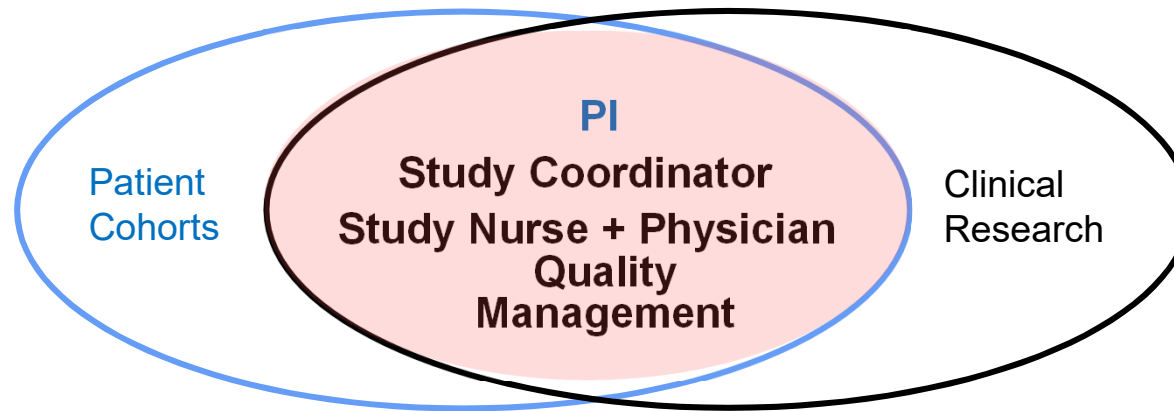 PI
Patient
Cohorts
Study Coordinator
Study Nurse + Physician
Quality
Management
Clinical
Research